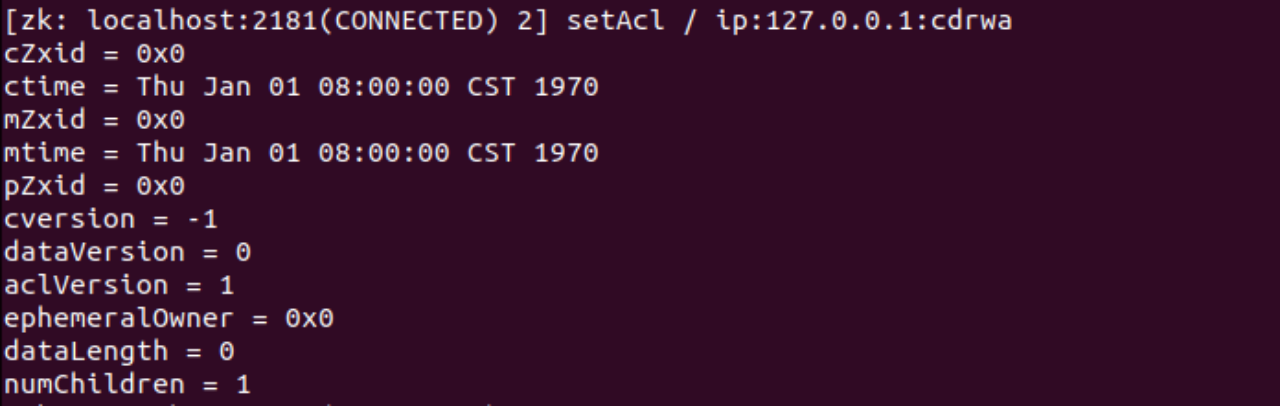 [zk: localhost:2181(CONNECTED) 2] setAcl / ip:127.0.0.1:cdrwa
cZxid = 0x0
ctime = Thu Jan 01 08:00:00 CST 1970
mZxid = 0x0
mtime = Thu Jan 01 08:00:00 CST 1970
pZxid = 0x0
cversion = -1
dataVersion = 0
aclVersion = 1
ephemeralOwner = 0x0
dataLength = 0
numChildren = 1